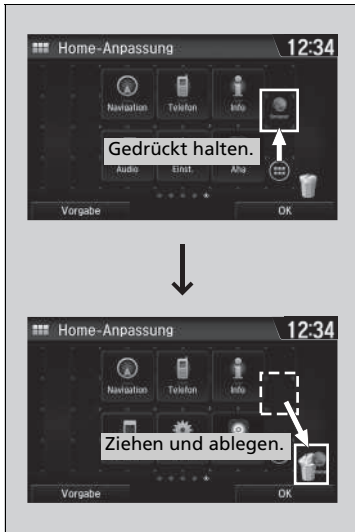 Home-Anpassung 12:34
Navigation Telefon Info
Gedrückt halten.
Audio Einst. Aha
Vorgabe OK
Home-Anpassung 12:34
Navigation Telefon Info
Ziehen und ablegen.
Vorgabe OK